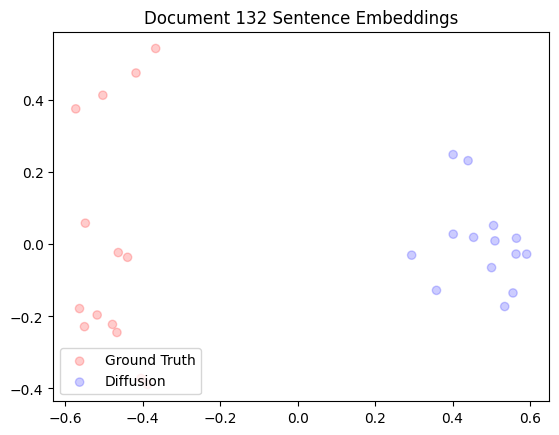 Document 132 Sentence Embeddings
0.4
0.2
0.0
−0.2
−0.4
Ground Truth
Diffusion
−0.6 −0.4 −0.2 0.0 0.2 0.4 0.6